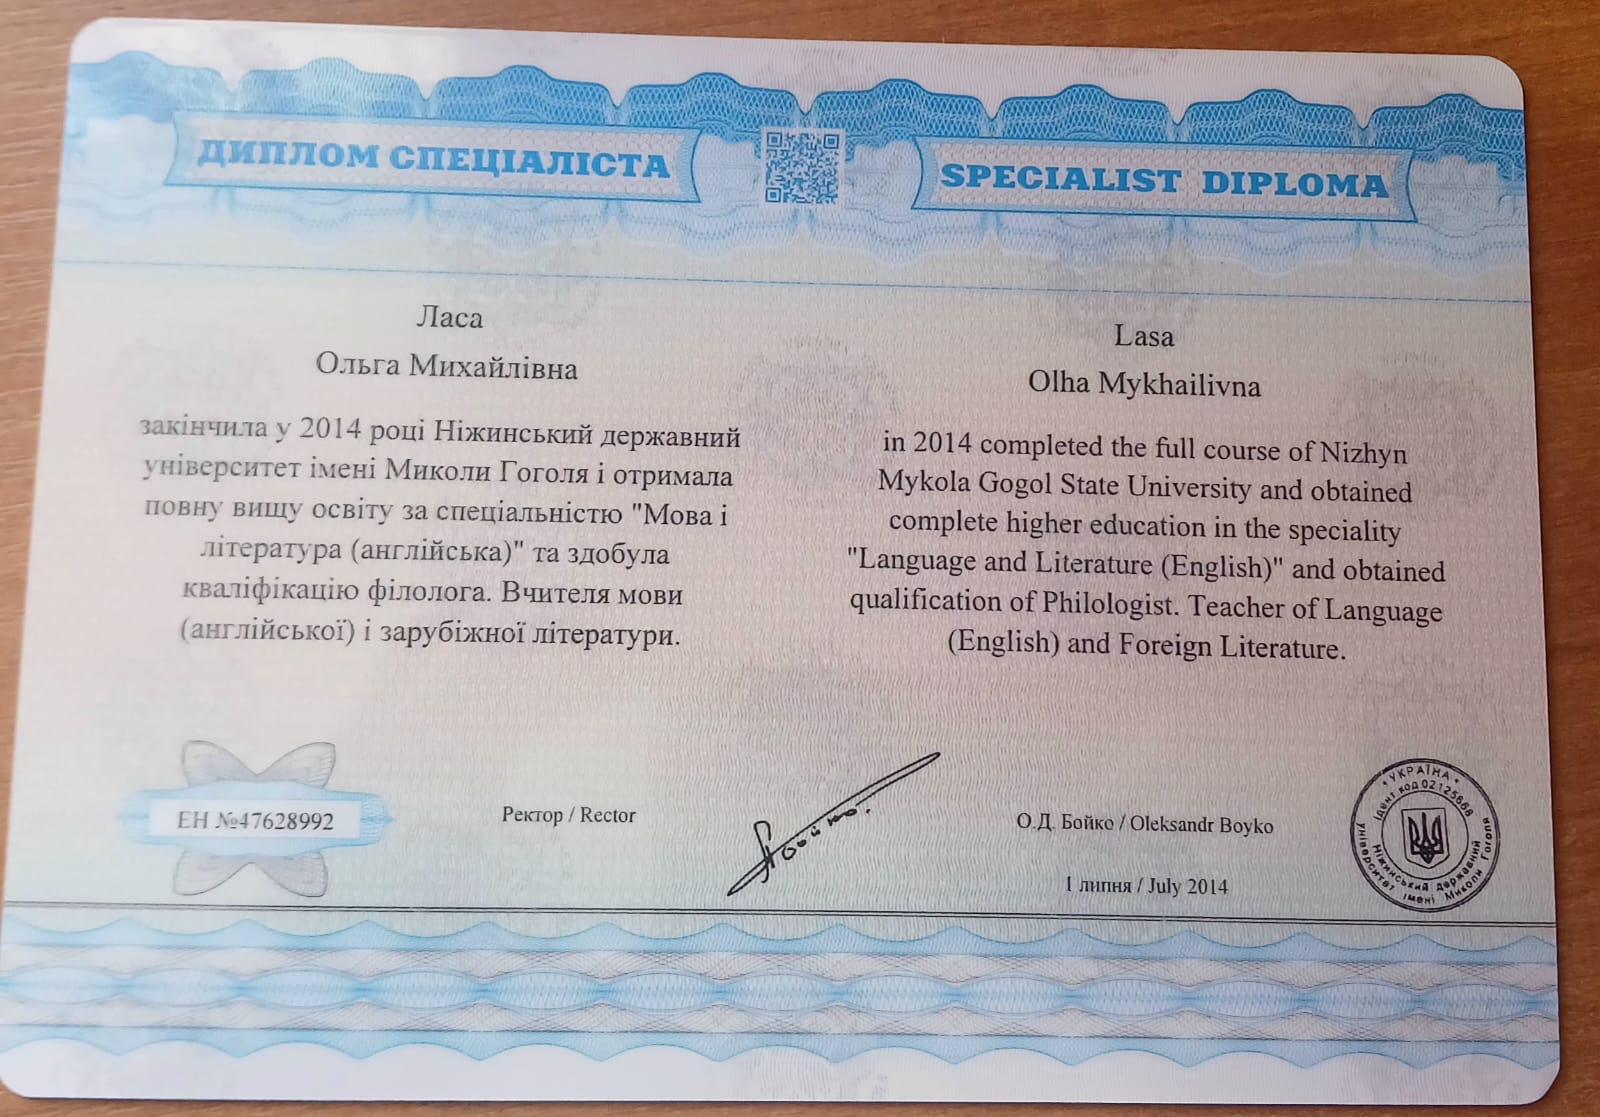 ДИПЛОМ СПЕЦІАЛІСТА
Ласа
Ольга Михайлівна
закінчила у 2014 році Ніжинський державний
університет імені Миколи Гоголя і отримала
повну вищу освіту за спеціальністю "Мова і
література (англійська)" та здобула
кваліфікацію філолога. Вчителя мови
(англійської) і зарубіжної літератури.
SPECIALIST DIPLOMA
Lasa
Olha Mykhailivna
in 2014 completed the full course of Nizhyn
Mykola Gogol State University and obtained
complete higher education in the speciality
"Language and Literature (English)" and obtained
qualification of Philologist. Teacher of Language
(English) and Foreign Literature.
ЕН №47628992
Ректор / Rector
О.Д. Бойко / Oleksandr Boyko
1 липня / July 2014
УКРАЇНА
Ідент код 02125668
Ніжинський державний
університет імені Миколи Гоголя